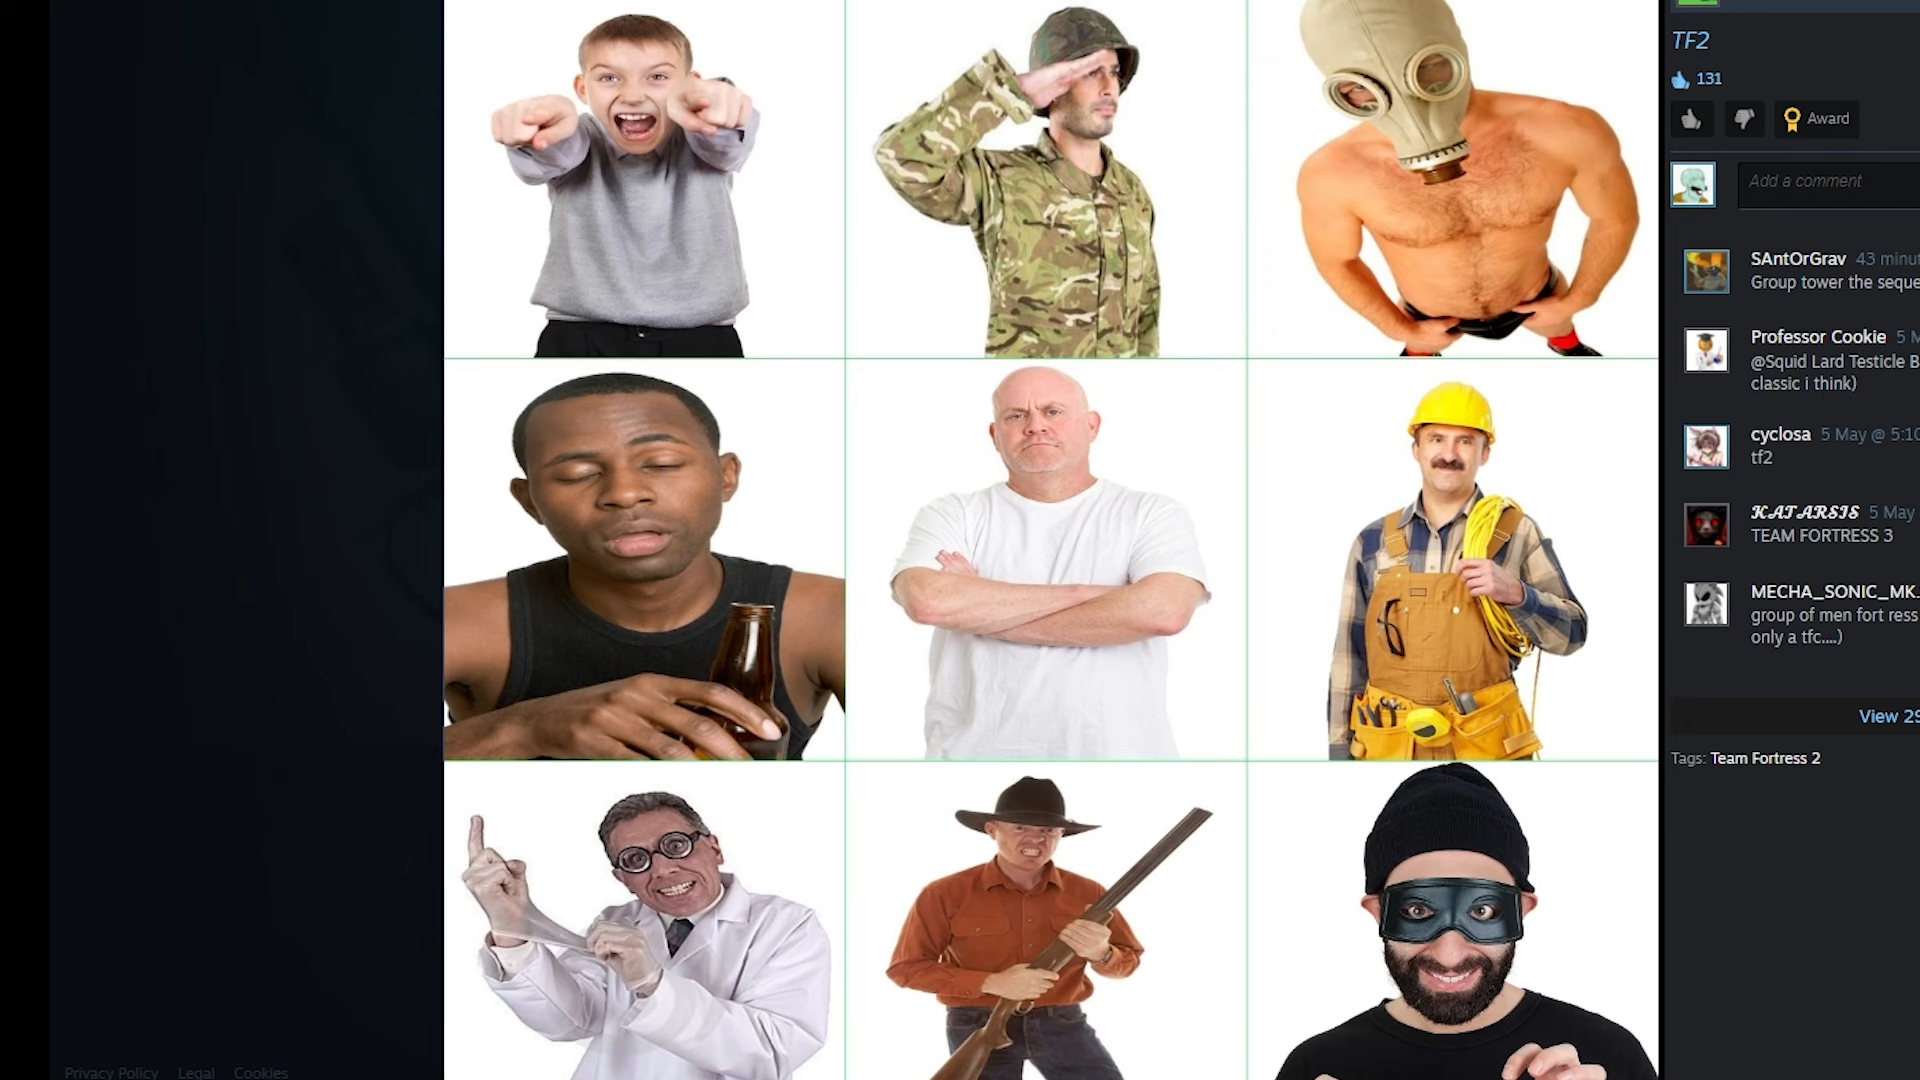 TF2
131
Award
Add a comment
SAntOrGrav 43 minut
Group tower the seque
Professor Cookie 5 M
@Squid Lard Testicle B
classic i think)
cyclosa 5 May @ 5:10
tf2
KATARSIS 5 May
TEAM FORTRESS 3
MECHA_SONIC_MK
group of men fort ress
only a tfc....)
View 29
Tags: Team Fortress 2
Privacy Policy Legal Cookies